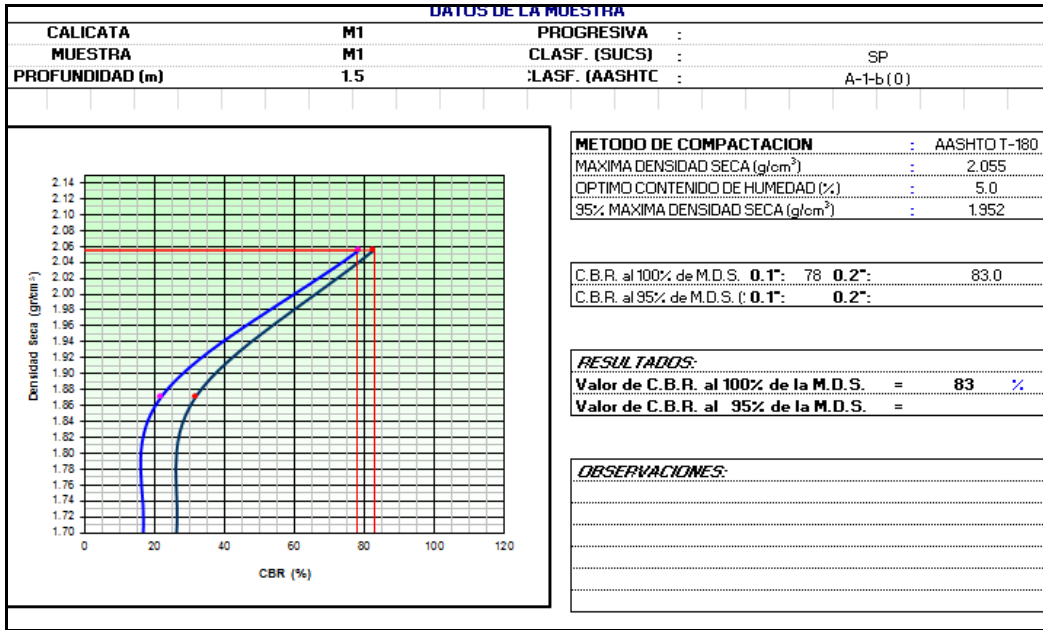 DATOS DE LA MUESTRA
CALICATA M1 PROGRESIVA :
MUESTRA M1 CLASF. (SUCS) : SP
PROFUNDIDAD (m) 1.5 CLASF. (AASHTC : A-1-b ( 0 )
METODO DE COMPACTACION : AASHTO T-180
MAXIMA DENSIDAD SECA (g/cm³) : 2.055
OPTIMO CONTENIDO DE HUMEDAD (%) : 5.0
95% MAXIMA DENSIDAD SECA (g/cm³) : 1.952
C.B.R. al 100% de M.D.S. 0.1": 78 0.2": 83.0
C.B.R. al 95% de M.D.S. (: 0.1": 0.2":
RESULTADOS:
Valor de C.B.R. al 100% de la M.D.S. = 83 %
Valor de C.B.R. al 95% de la M.D.S. =
OBSERVACIONES:
Densidad Seca (gr/cm³)
2.14
2.12
2.10
2.08
2.06
2.04
2.02
2.00
1.98
1.96
1.94
1.92
1.90
1.88
1.86
1.84
1.82
1.80
1.78
1.76
1.74
1.72
1.70
0 20 40 60 80 100 120
CBR (%)